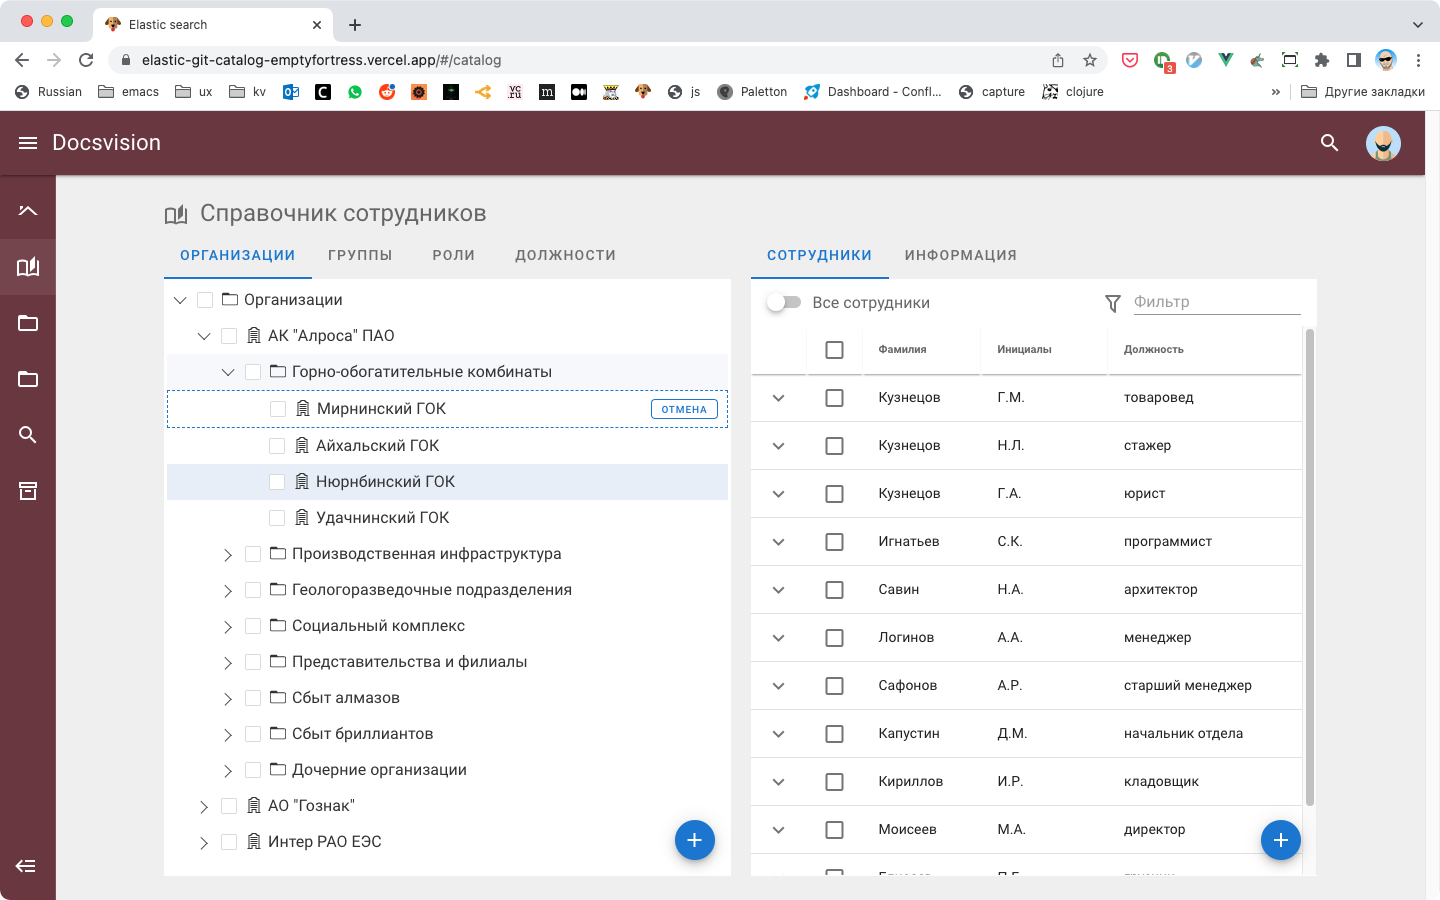 Elastic search
elastic-git-catalog-emptyfortress.vercel.app/#/catalog
3
Russian emacs ux kv vc.ru m js Paletton Dashboard - Confl... capture clojure » Другие закладки
Docsvision
Справочник сотрудников
ОРГАНИЗАЦИИ ГРУППЫ РОЛИ ДОЛЖНОСТИ
Организации
АК "Алроса" ПАО
Горно-обогатительные комбинаты
Мирнинский ГОК ОТМЕНА
Айхальский ГОК
Нюрнбинский ГОК
Удачнинский ГОК
Производственная инфраструктура
Геологоразведочные подразделения
Социальный комплекс
Представительства и филиалы
Сбыт алмазов
Сбыт бриллиантов
Дочерние организации
АО "Гознак"
Интер РАО ЕЭС
СОТРУДНИКИ ИНФОРМАЦИЯ
Все сотрудники Фильтр
Фамилия Инициалы Должность
Кузнецов Г.М. товаровед
Кузнецов Н.Л. стажер
Кузнецов Г.А. юрист
Игнатьев С.К. программист
Савин Н.А. архитектор
Логинов А.А. менеджер
Сафонов А.Р. старший менеджер
Капустин Д.М. начальник отдела
Кириллов И.Р. кладовщик
Моисеев М.А. директор